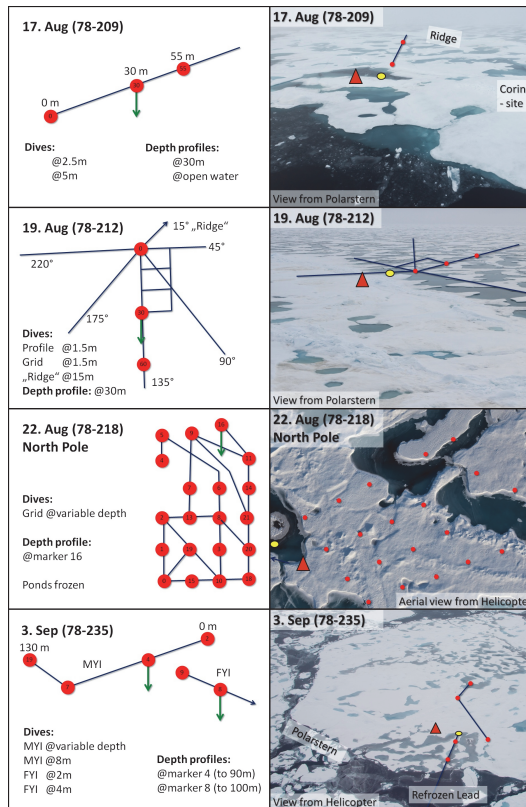 17. Aug (78-209)
55 m
30 m
0 m
Dives:
@2.5m
@5m
Depth profiles:
@30m
@open water
17. Aug (78-209)
Ridge
Corin
- site
View from Polarstern
19. Aug (78-212)
15° „Ridge“
45°
220°
175°
90°
135°
Dives:
Profile @1.5m
Grid @1.5m
„Ridge“ @15m
Depth profile: @30m
19. Aug (78-212)
View from Polarstern
22. Aug (78-218)
North Pole
Dives:
Grid @variable depth
Depth profile:
@marker 16
Ponds frozen
22. Aug (78-218)
North Pole
Aerial view from Helicopter
3. Sep (78-235)
0 m
130 m
MYI
FYI
Dives:
MYI @variable depth
MYI @8m
FYI @2m
FYI @4m
Depth profiles:
@marker 4 (to 90m)
@marker 8 (to 100m)
3. Sep (78-235)
Polarstern
Refrozen Lead
View from Helicopter